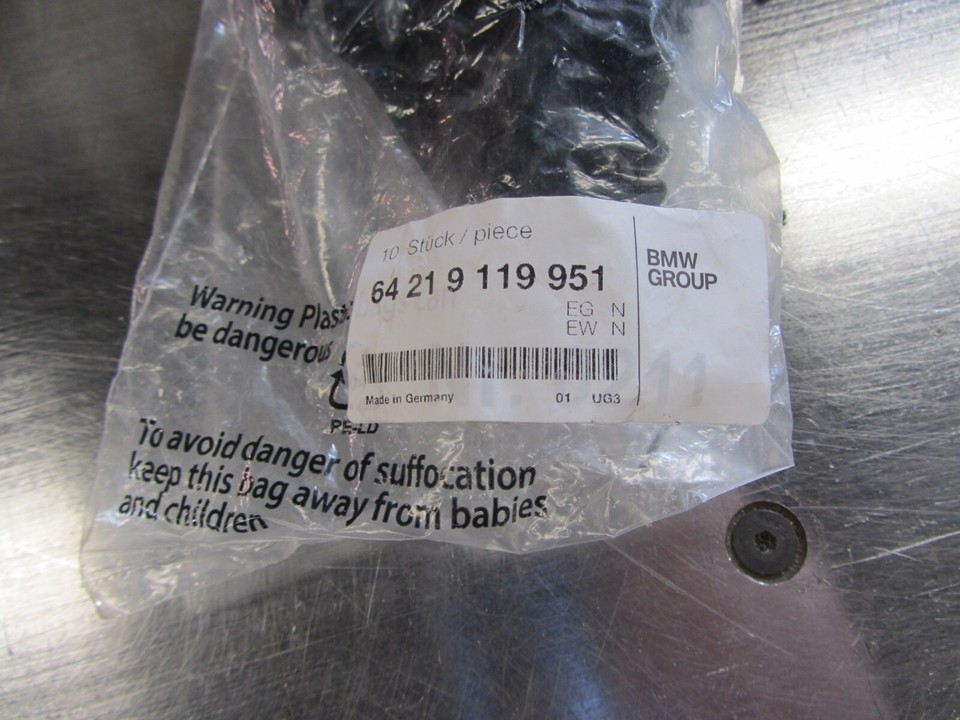 10 Stück / piece
64 21 9 119 951
EG N
EW N
BMW
GROUP
Made in Germany 01 UG3
Warning
be dangerous
PE-LD
To avoid danger of suffocation
keep this bag away from babies
and children